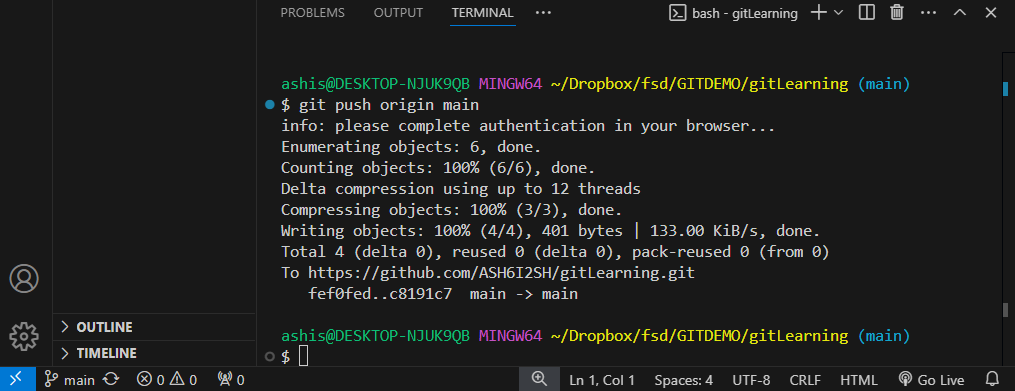 PROBLEMS OUTPUT TERMINAL ... bash - gitLearning
ashis@DESKTOP-NJUK9QB MINGW64 ~/Dropbox/fsd/GITDEMO/gitLearning (main)
$ git push origin main
info: please complete authentication in your browser...
Enumerating objects: 6, done.
Counting objects: 100% (6/6), done.
Delta compression using up to 12 threads
Compressing objects: 100% (3/3), done.
Writing objects: 100% (4/4), 401 bytes | 133.00 KiB/s, done.
Total 4 (delta 0), reused 0 (delta 0), pack-reused 0 (from 0)
To https://github.com/ASH6I2SH/gitLearning.git
   fef0fed..c8191c7  main -> main
ashis@DESKTOP-NJUK9QB MINGW64 ~/Dropbox/fsd/GITDEMO/gitLearning (main)
$
OUTLINE
TIMELINE
main 0 0 0 Ln 1, Col 1 Spaces: 4 UTF-8 CRLF HTML Go Live